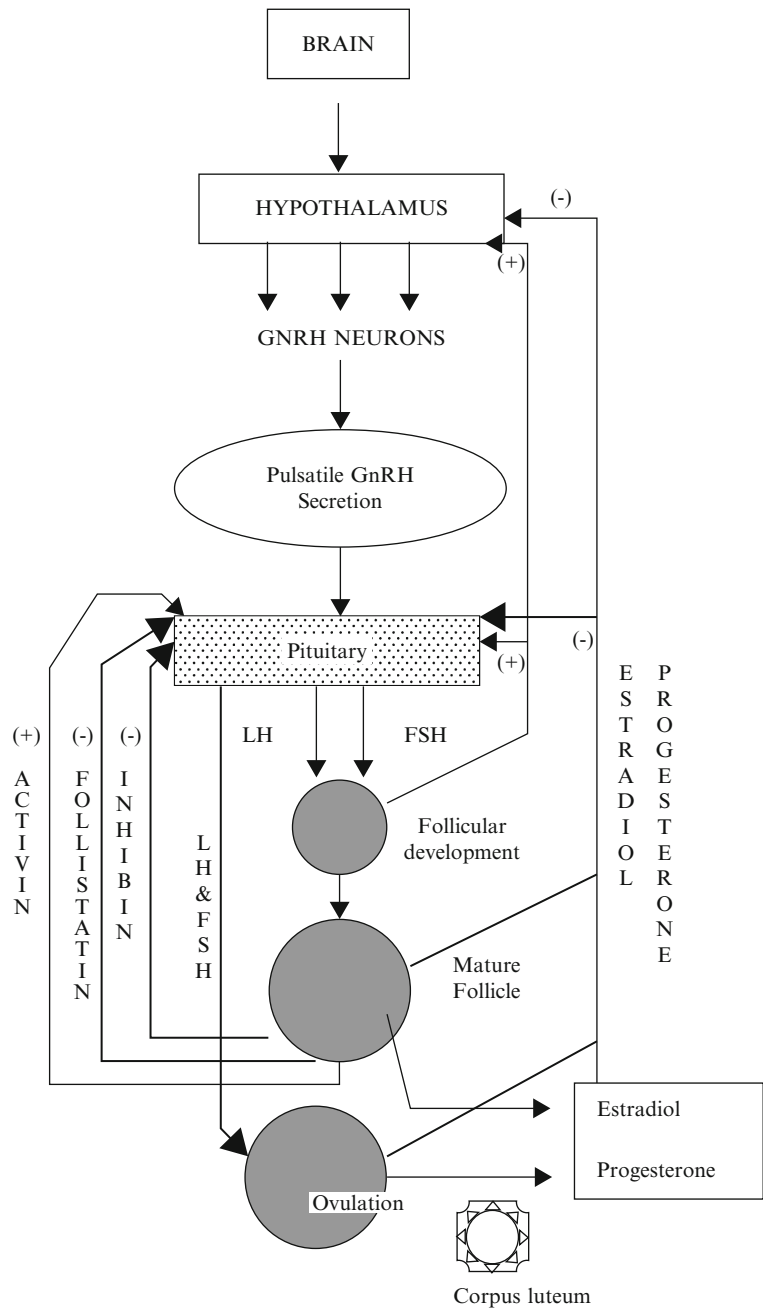 BRAIN
HYPOTHALAMUS
(-)
(+)
GNRH NEURONS
Pulsatile GnRH
Secretion
Pituitary
(-)
(+)
LH
FSH
(+)
(-)
(-)
ACTIVIN
FOLLISTATIN
INHIBIN
LH&FSH
ESTRADIOL
PROGESTERONE
Follicular
development
Mature
Follicle
Estradiol
Progesterone
Ovulation
Corpus luteum